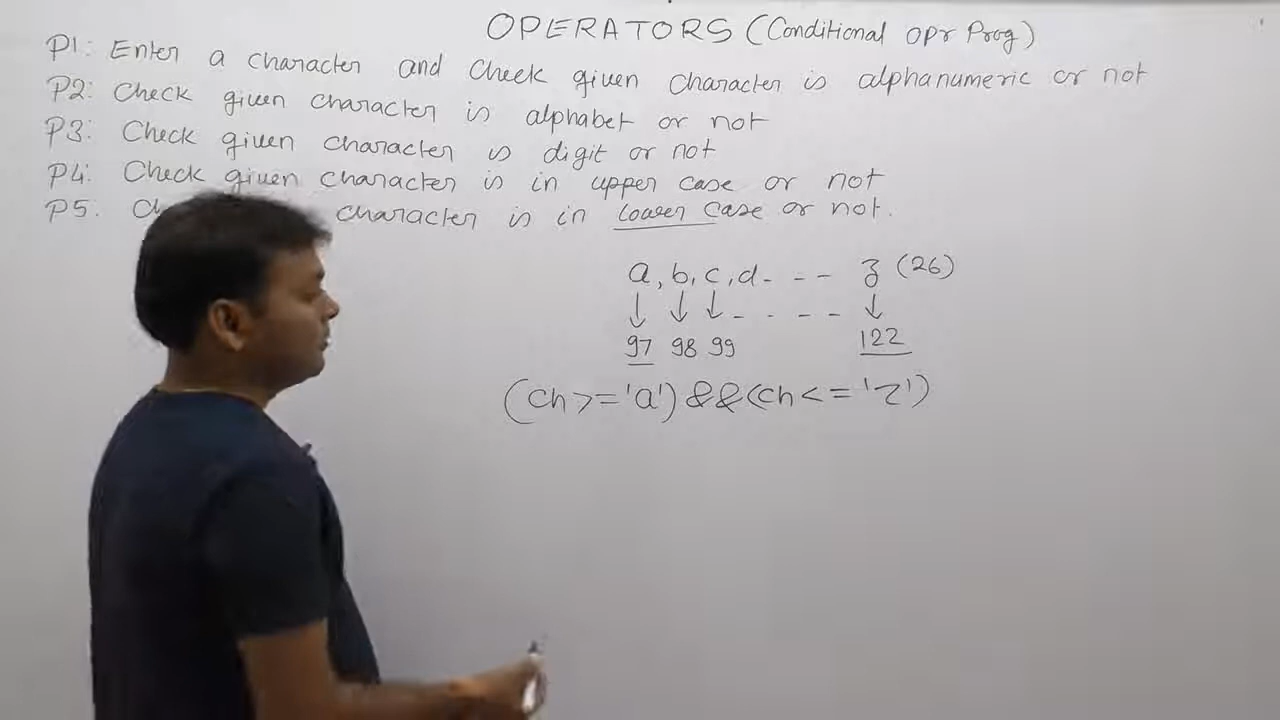 OPERATORS (Conditional opr Prog)
P1: Enter a character and check given character is alphanumeric or not
P2: Check given character is alphabet or not
P3: Check given character is digit or not
P4: Check given character is in upper case or not
P5. character is in Lower case or not.
a, b, c, d - - - z (26)
↓ ↓ ↓ - - - - ↓
97 98 99 122
(ch>='a')&&(ch<='z')